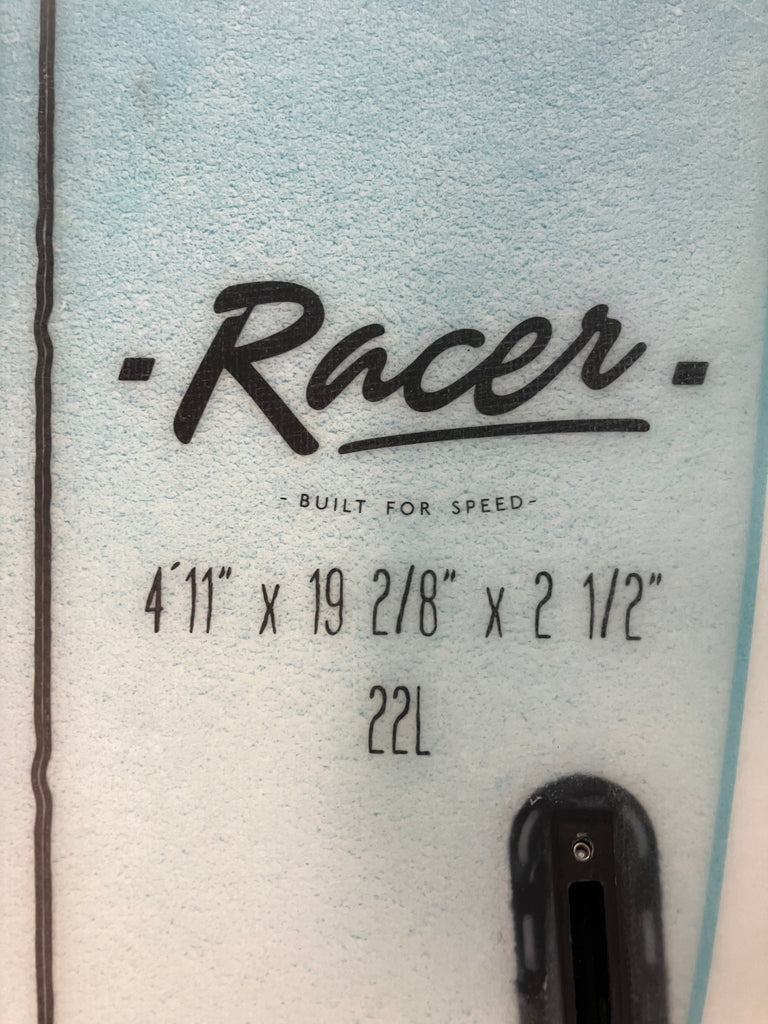 - Racer -
- BUILT FOR SPEED-
4´11" x 19 2/8" x 2 1/2"
22L